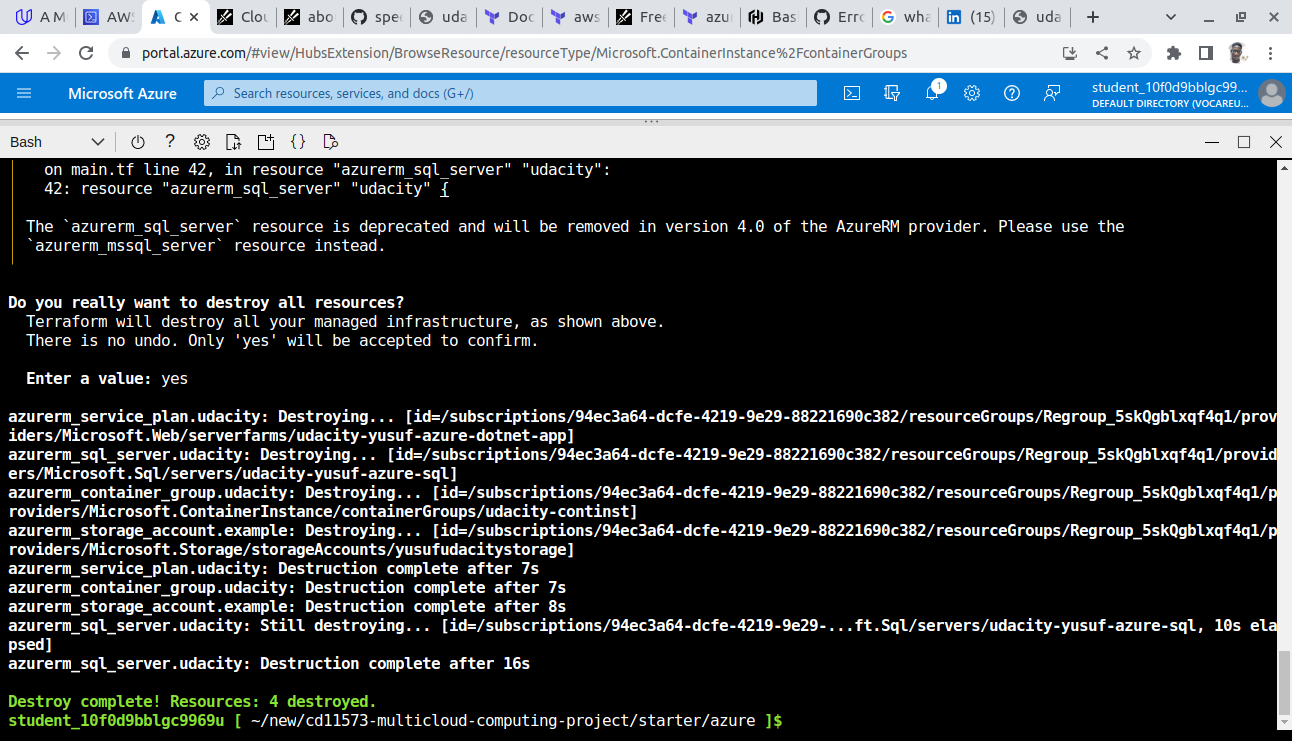 A M
AWS
C
Clou
abo
spe
uda
Doc
aws
Free
azur
Bas
Erro
wha
(15)
uda
portal.azure.com/#view/HubsExtension/BrowseResource/resourceType/Microsoft.ContainerInstance%2FcontainerGroups
Microsoft Azure
Search resources, services, and docs (G+/)
1
student_10f0d9bblgc99...
DEFAULT DIRECTORY (VOCAREU...
Bash
on main.tf line 42, in resource "azurerm_sql_server" "udacity":
42: resource "azurerm_sql_server" "udacity" {
The `azurerm_sql_server` resource is deprecated and will be removed in version 4.0 of the AzureRM provider. Please use the
`azurerm_mssql_server` resource instead.
Do you really want to destroy all resources?
Terraform will destroy all your managed infrastructure, as shown above.
There is no undo. Only 'yes' will be accepted to confirm.
Enter a value: yes
azurerm_service_plan.udacity: Destroying... [id=/subscriptions/94ec3a64-dcfe-4219-9e29-88221690c382/resourceGroups/Regroup_5skQgblxqf4q1/prov
iders/Microsoft.Web/serverfarms/udacity-yusuf-azure-dotnet-app]
azurerm_sql_server.udacity: Destroying... [id=/subscriptions/94ec3a64-dcfe-4219-9e29-88221690c382/resourceGroups/Regroup_5skQgblxqf4q1/provid
ers/Microsoft.Sql/servers/udacity-yusuf-azure-sql]
azurerm_container_group.udacity: Destroying... [id=/subscriptions/94ec3a64-dcfe-4219-9e29-88221690c382/resourceGroups/Regroup_5skQgblxqf4q1/p
roviders/Microsoft.ContainerInstance/containerGroups/udacity-continst]
azurerm_storage_account.example: Destroying... [id=/subscriptions/94ec3a64-dcfe-4219-9e29-88221690c382/resourceGroups/Regroup_5skQgblxqf4q1/p
roviders/Microsoft.Storage/storageAccounts/yusufudacitystorage]
azurerm_service_plan.udacity: Destruction complete after 7s
azurerm_container_group.udacity: Destruction complete after 7s
azurerm_storage_account.example: Destruction complete after 8s
azurerm_sql_server.udacity: Still destroying... [id=/subscriptions/94ec3a64-dcfe-4219-9e29-...ft.Sql/servers/udacity-yusuf-azure-sql, 10s ela
psed]
azurerm_sql_server.udacity: Destruction complete after 16s
Destroy complete! Resources: 4 destroyed.
student_10f0d9bblgc9969u [ ~/new/cd11573-multicloud-computing-project/starter/azure ]$